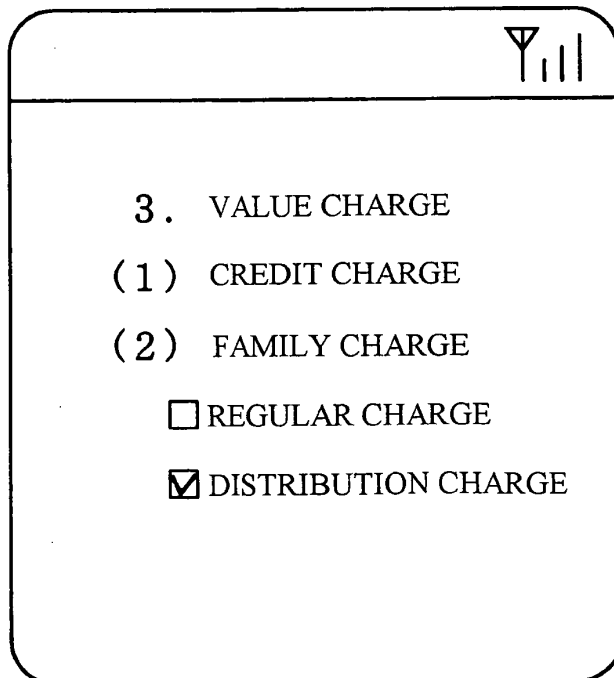 3. VALUE CHARGE
(1) CREDIT CHARGE
(2) FAMILY CHARGE
☐ REGULAR CHARGE
☑ DISTRIBUTION CHARGE